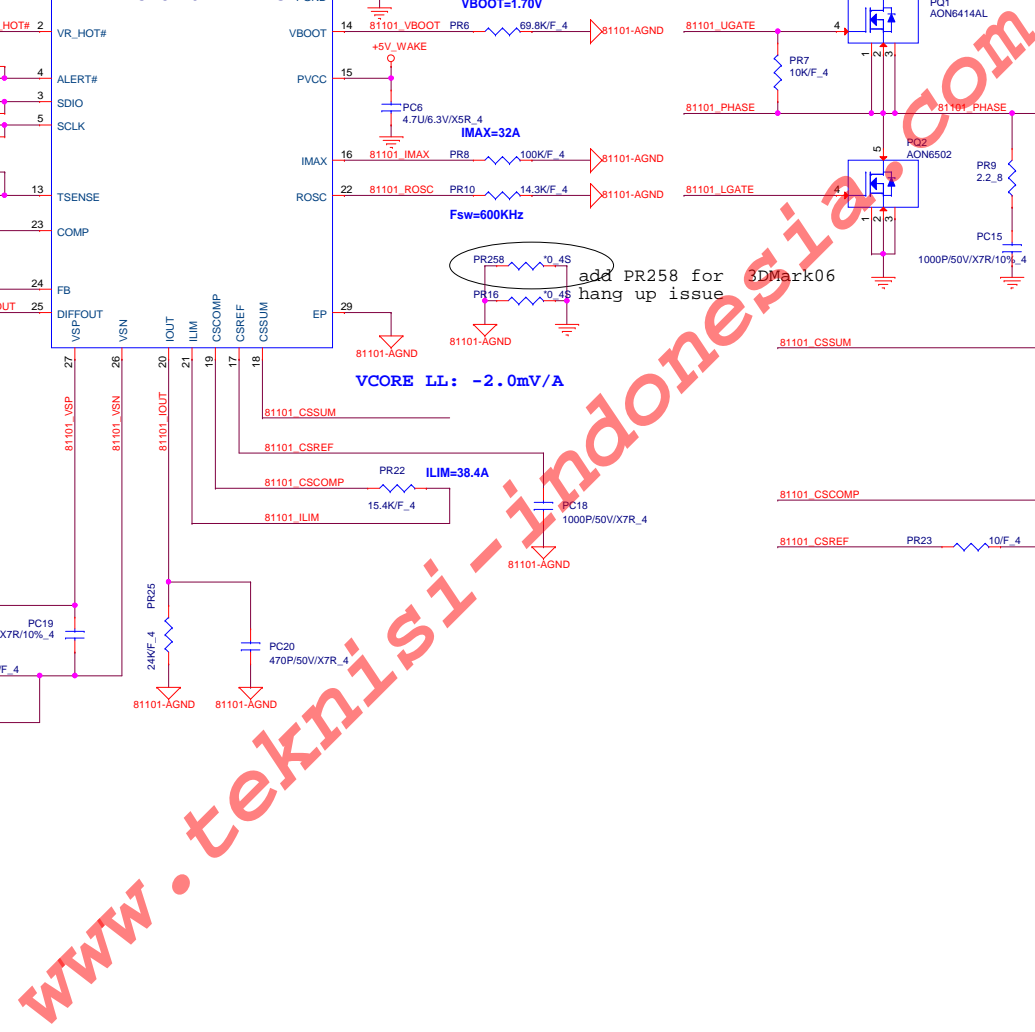 VBOOT=1.70V
PQ1
AON6414AL
_HOT# 2 VR_HOT#
VBOOT 14 81101_VBOOT PR6 69.8K/F_4 81101-AGND
81101_UGATE 4
1 2 3
+5V_WAKE
4 ALERT#
PVCC 15
PR7
10K/F_4
3 SDIO
5 SCLK
PC6
4.7U/6.3V/X5R_4
81101_PHASE 81101_PHASE
IMAX=32A
IMAX 16 81101_IMAX PR8 100K/F_4 81101-AGND
5
PQ2
AON6502
PR9
2.2_8
13 TSENSE
ROSC 22 81101_ROSC PR10 14.3K/F_4 81101-AGND
81101_LGATE 4
1 2 3
Fsw=600KHz
23 COMP
PC15
1000P/50V/X7R/10%_4
PR258 *0_4S
add PR258 for 3DMark06
hang up issue
24 FB
PR16 *0_4S
UT 25 DIFFOUT
EP 29
81101-AGND
81101-AGND
VSP VSN IOUT ILIM CSCOMP CSREF CSSUM
27 26 20 21 19 17 18
81101_CSSUM
VCORE LL: -2.0mV/A
81101_VSP 81101_VSN 81101_IOUT
81101_CSSUM
81101_CSREF
PR22
ILIM=38.4A
81101_CSCOMP
15.4K/F_4
81101_CSCOMP
81101_ILIM
PC18
1000P/50V/X7R_4
81101_CSREF PR23 10/F_4
81101-AGND
PR25
24K/F_4
PC19
X7R/10%_4
PC20
470P/50V/X7R_4
/F_4
81101-AGND 81101-AGND
www.teknisi-indonesia.com